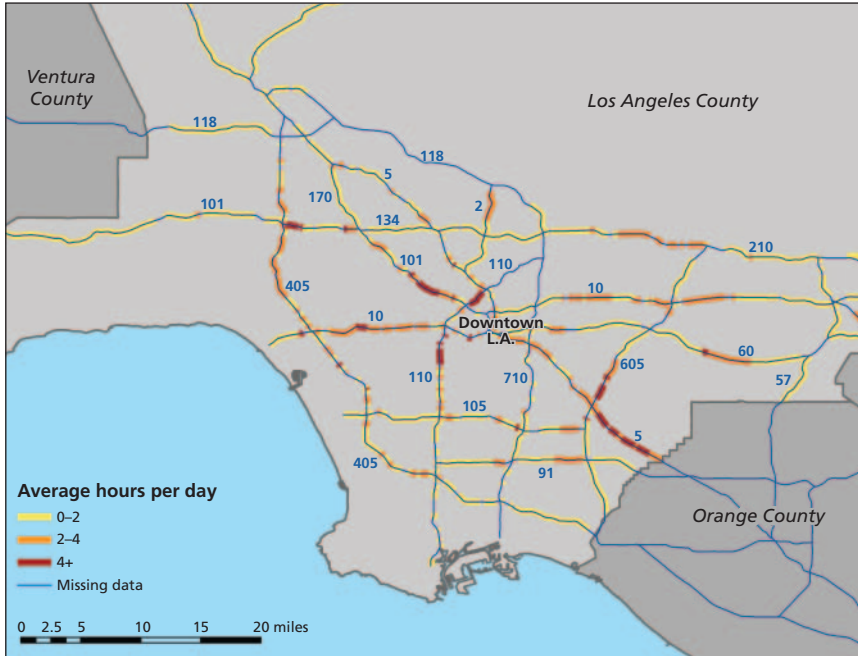 Ventura
County
Los Angeles County
118
118
5
170
2
101
134
210
101
110
405
10
10
Downtown
L.A.
60
605
110
710
57
105
5
405
91
Orange County
Average hours per day
0–2
2–4
4+
Missing data
0 2.5 5 10 15 20 miles